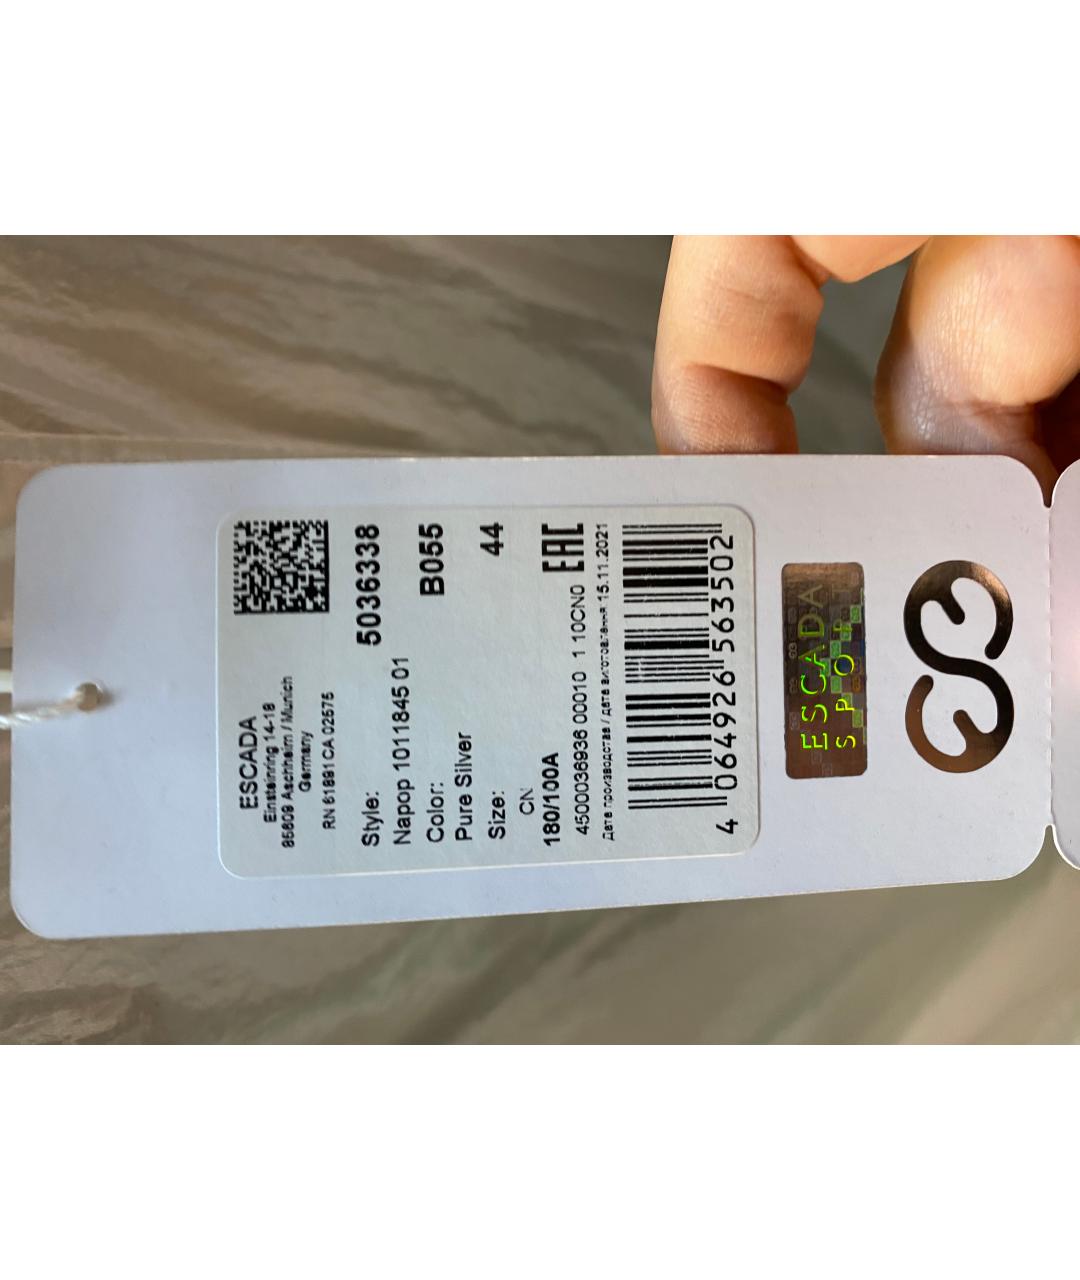 ESCADA
Einsteinring 14-18
85609 Aschheim / Munich
Germany
RN 61891 CA 02575
Style: 5036338
Napop 1011845 01
Color: B055
Pure Silver
Size: 44
CN
180/100A
EAC
4500036936 00010 1 10CN0
Дата производства / дата виготовлення 15.11.2021
4 064926 563502
ESCADA
SPORT